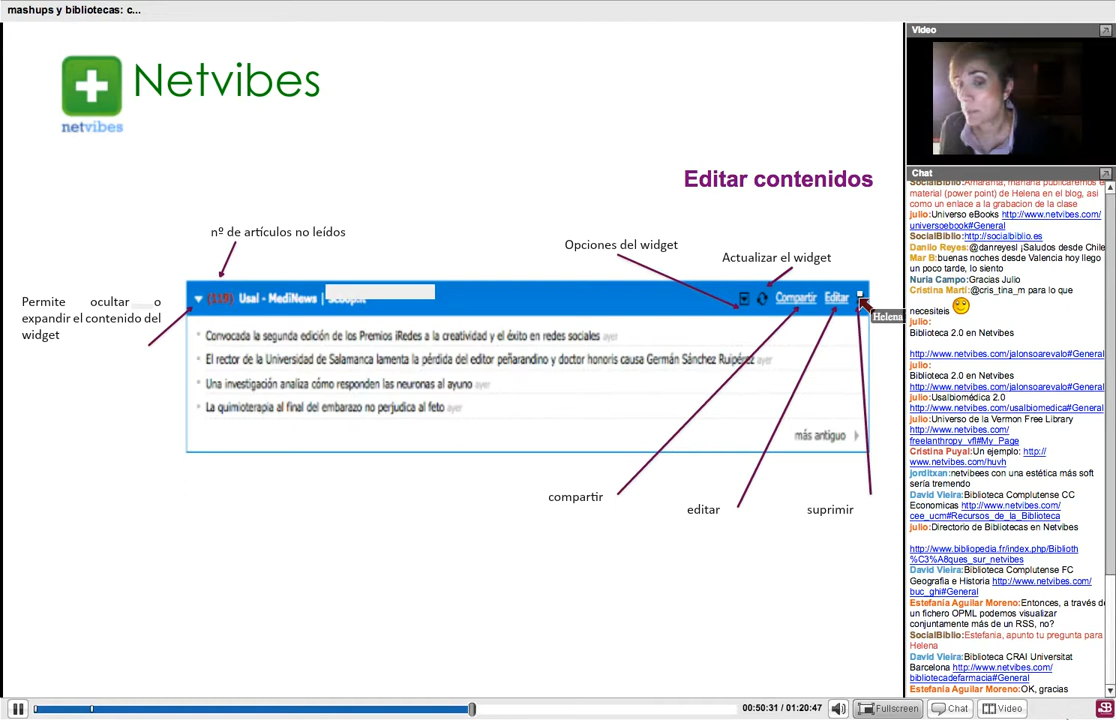 mashups y bibliotecas: c...
Netvibes
netvibes
Editar contenidos
nº de artículos no leídos
Opciones del widget
Actualizar el widget
Permite ocultar o
expandir el contenido del
widget
(119) Usal - MediNews | Scoop.it
Compartir Editar
Helena
Convocada la segunda edición de los Premios iRedes a la creatividad y el éxito en redes sociales ayer
El rector de la Universidad de Salamanca lamenta la pérdida del editor peñarandino y doctor honoris causa Germán Sánchez Ruipérez ayer
Una investigación analiza cómo responden las neuronas al ayuno ayer
La quimioterapia al final del embarazo no perjudica al feto ayer
más antiguo
compartir
editar
suprimir
Video
Chat
SocialBiblio:Amaranta, mañana publicaremos e
material (power point) de Helena en el blog, asi
como un enlace a la grabacion de la clase
julio:Universo eBooks http://www.netvibes.com/
universoebook#General
SocialBiblio:http://socialbiblio.es
Danilo Reyes:@danreyesl ¡Saludos desde Chile
Mar B:buenas noches desde Valencia hoy llego
un poco tarde, lo siento
Nuria Campo:Gracias Julio
Cristina Martí:@cris_tina_m para lo que
necesiteis
julio:
Biblioteca 2.0 en Netvibes
http://www.netvibes.com/jalonsoarevalo#General
julio:
Biblioteca 2.0 en Netvibes
http://www.netvibes.com/jalonsoarevalo#General
julio:Usalbiomédica 2.0
http://www.netvibes.com/usalbiomedica#General
julio:Universo de la Vermon Free Library
http://www.netvibes.com/
freelanthropy_vfl#My_Page
Cristina Puyal:Un ejemplo: http://
www.netvibes.com/huvh
jorditxan:netvibees con una estética más soft
sería tremendo
David Vieira:Biblioteca Complutense CC
Economicas http://www.netvibes.com/
cee_ucm#Recursos_de_la_Biblioteca
julio:Directorio de Bibliotecas en Netvibes
http://www.bibliopedia.fr/index.php/Biblioth
%C3%A8ques_sur_netvibes
David Vieira:Biblioteca Complutense FC
Geografia e Historia http://www.netvibes.com/
buc_ghi#General
Estefanía Aguilar Moreno:Entonces, a través de
un fichero OPML podemos visualizar
conjuntamente más de un RSS, no?
SocialBiblio:Estefania, apunto tu pregunta para
Helena
David Vieira:Biblioteca CRAI Universitat
Barcelona http://www.netvibes.com/
bibliotecadefarmacia#General
Estefanía Aguilar Moreno:OK, gracias
00:50:31 / 01:20:47
Fullscreen
Chat
Video
SB